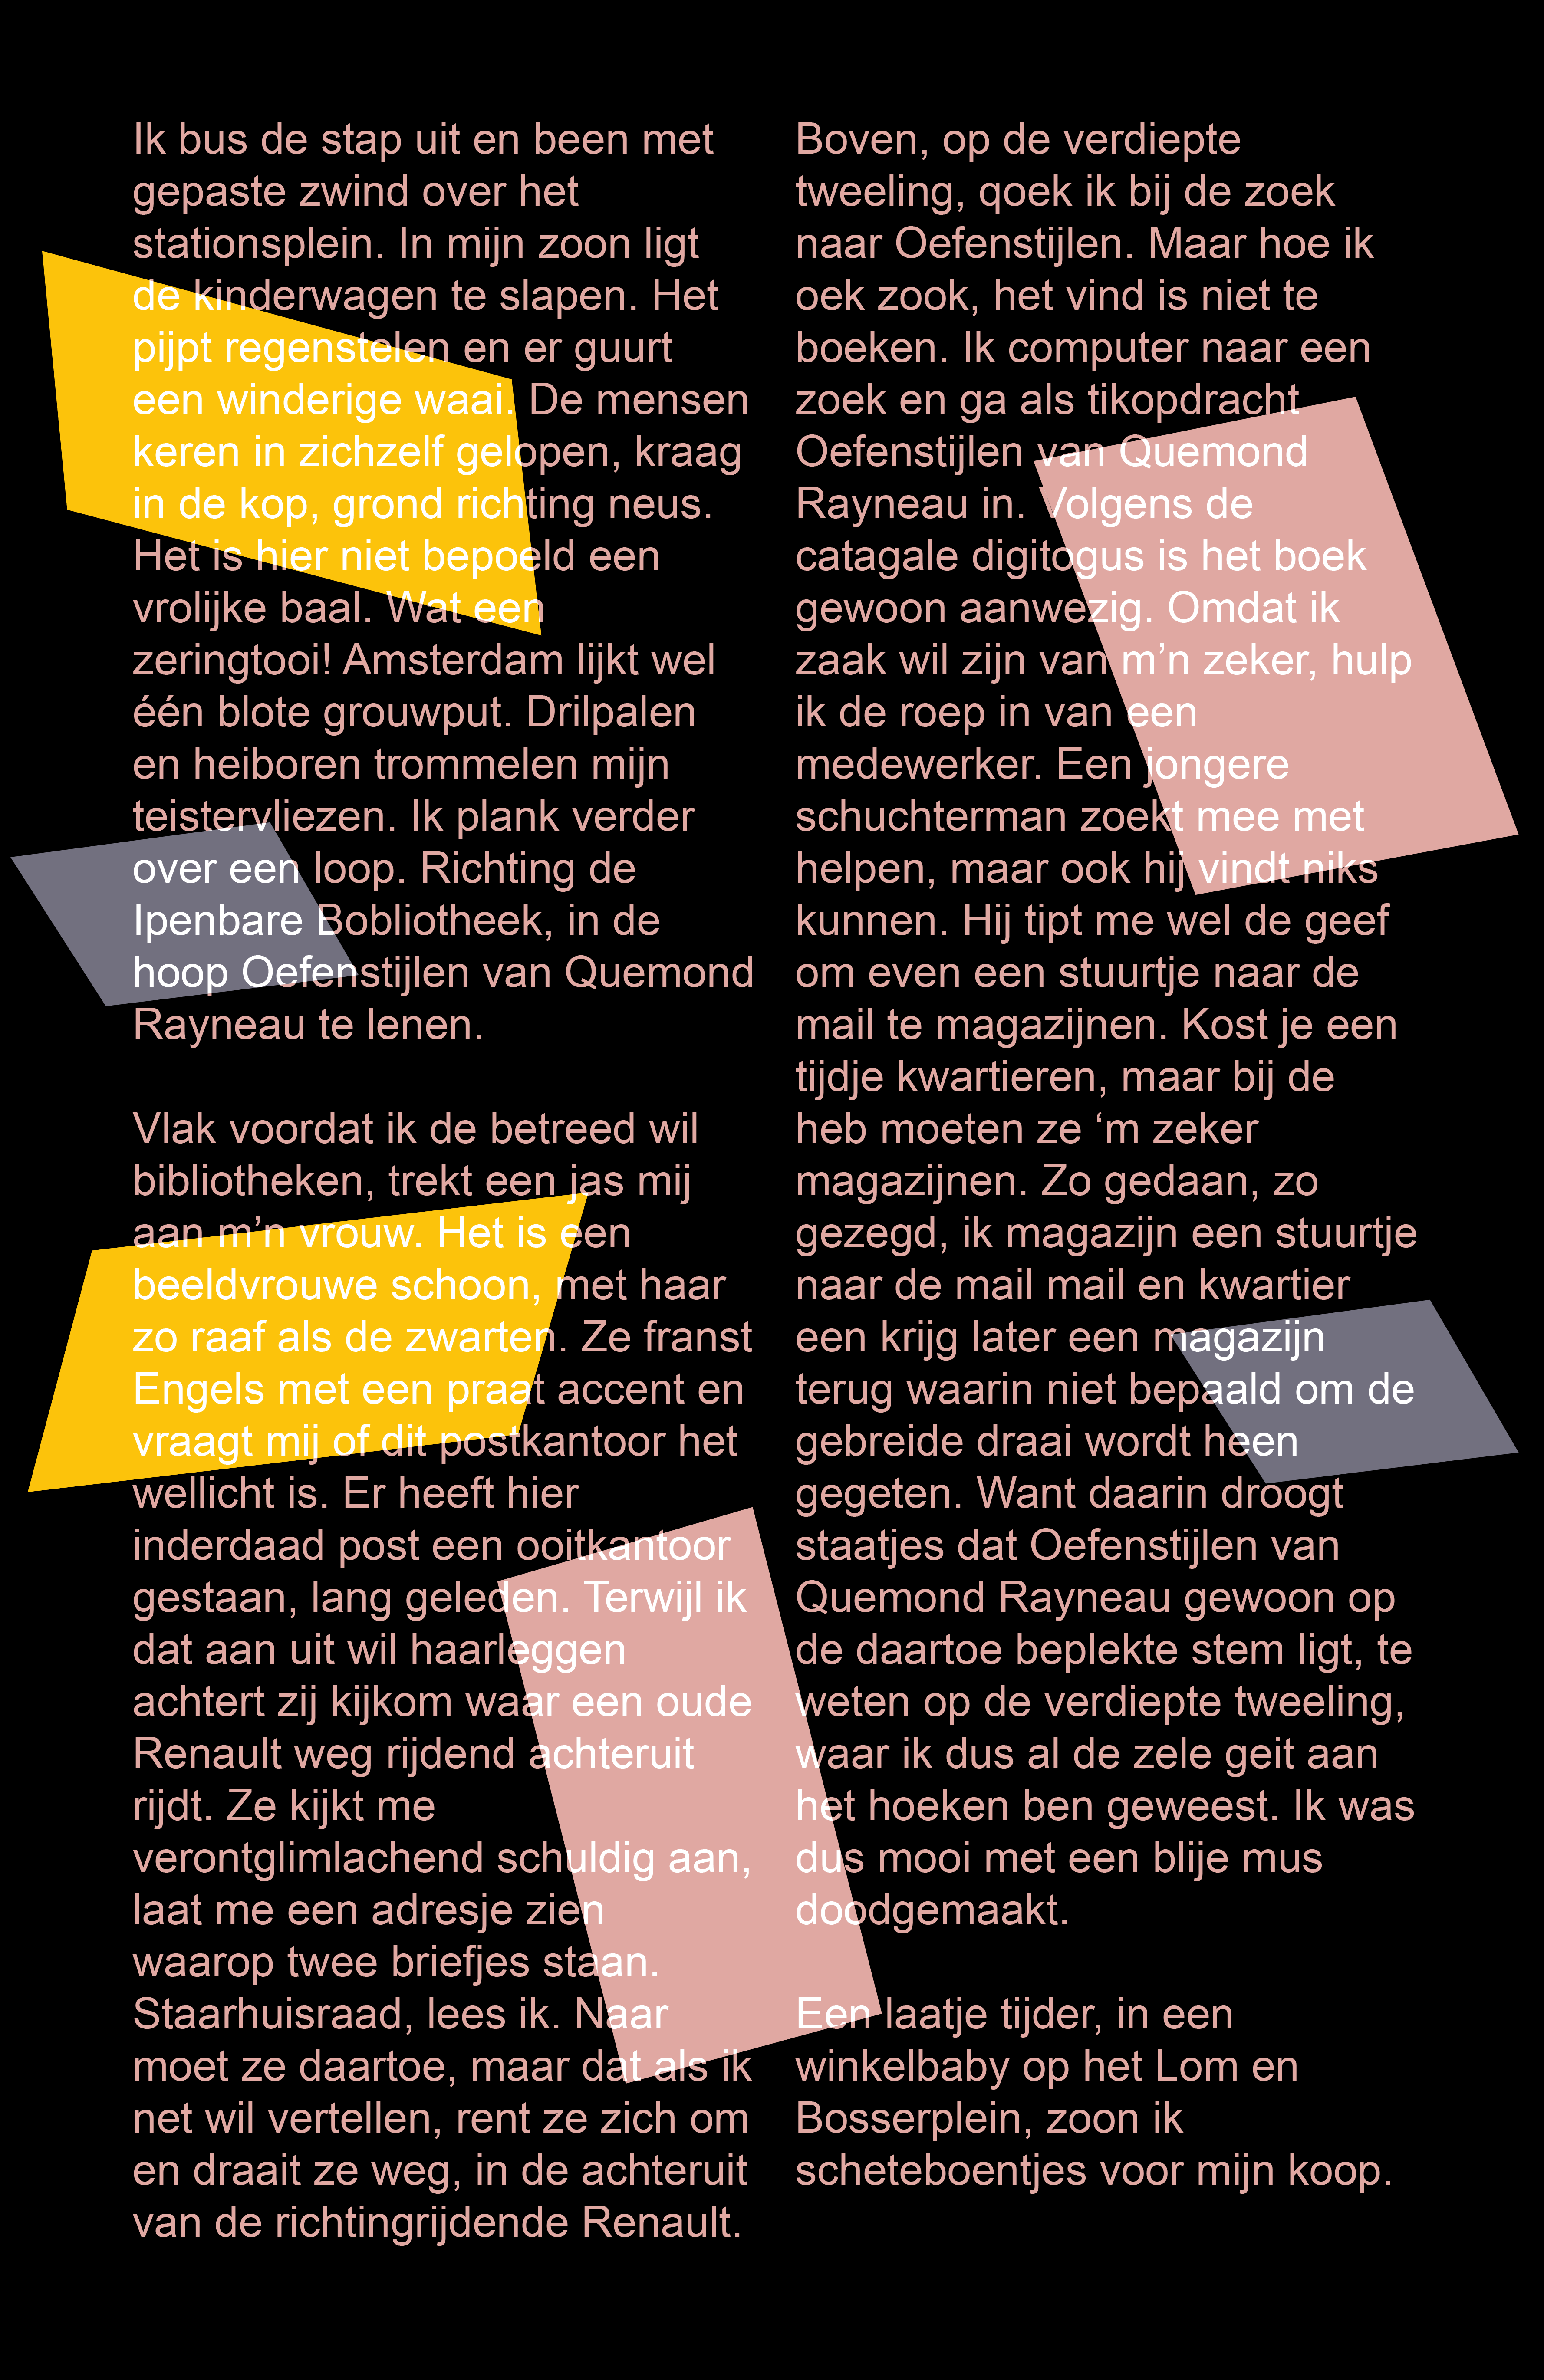 Ik bus de stap uit en been met
gepaste zwind over het
stationsplein. In mijn zoon ligt
de kinderwagen te slapen. Het
pijpt regenstelen en er guurt
een winderige waai. De mensen
keren in zichzelf gelopen, kraag
in de kop, grond richting neus.
Het is hier niet bepoeld een
vrolijke baal. Wat een
zeringtooi! Amsterdam lijkt wel
één blote grouwput. Drilpalen
en heiboren trommelen mijn
teistervliezen. Ik plank verder
over een loop. Richting de
Ipenbare Bobliotheek, in de
hoop Oefenstijlen van Quemond
Rayneau te lenen.

Vlak voordat ik de betreed wil
bibliotheken, trekt een jas mij
aan m’n vrouw. Het is een
beeldvrouwe schoon, met haar
zo raaf als de zwarten. Ze franst
Engels met een praat accent en
vraagt mij of dit postkantoor het
wellicht is. Er heeft hier
inderdaad post een ooitkantoor
gestaan, lang geleden. Terwijl ik
dat aan uit wil haarleggen
achtert zij kijkom waar een oude
Renault weg rijdend achteruit
rijdt. Ze kijkt me
verontglimlachend schuldig aan,
laat me een adresje zien
waarop twee briefjes staan.
Staarhuisraad, lees ik. Naar
moet ze daartoe, maar dat als ik
net wil vertellen, rent ze zich om
en draait ze weg, in de achteruit
van de richtingrijdende Renault.

Boven, op de verdiepte
tweeling, qoek ik bij de zoek
naar Oefenstijlen. Maar hoe ik
oek zook, het vind is niet te
boeken. Ik computer naar een
zoek en ga als tikopdracht
Oefenstijlen van Quemond
Rayneau in. Volgens de
catagale digitogus is het boek
gewoon aanwezig. Omdat ik
zaak wil zijn van m’n zeker, hulp
ik de roep in van een
medewerker. Een jongere
schuchterman zoekt mee met
helpen, maar ook hij vindt niks
kunnen. Hij tipt me wel de geef
om even een stuurtje naar de
mail te magazijnen. Kost je een
tijdje kwartieren, maar bij de
heb moeten ze ‘m zeker
magazijnen. Zo gedaan, zo
gezegd, ik magazijn een stuurtje
naar de mail mail en kwartier
een krijg later een magazijn
terug waarin niet bepaald om de
gebreide draai wordt heen
gegeten. Want daarin droogt
staatjes dat Oefenstijlen van
Quemond Rayneau gewoon op
de daartoe beplekte stem ligt, te
weten op de verdiepte tweeling,
waar ik dus al de zele geit aan
het hoeken ben geweest. Ik was
dus mooi met een blije mus
doodgemaakt.

Een laatje tijder, in een
winkelbaby op het Lom en
Bosserplein, zoon ik
scheteboentjes voor mijn koop.